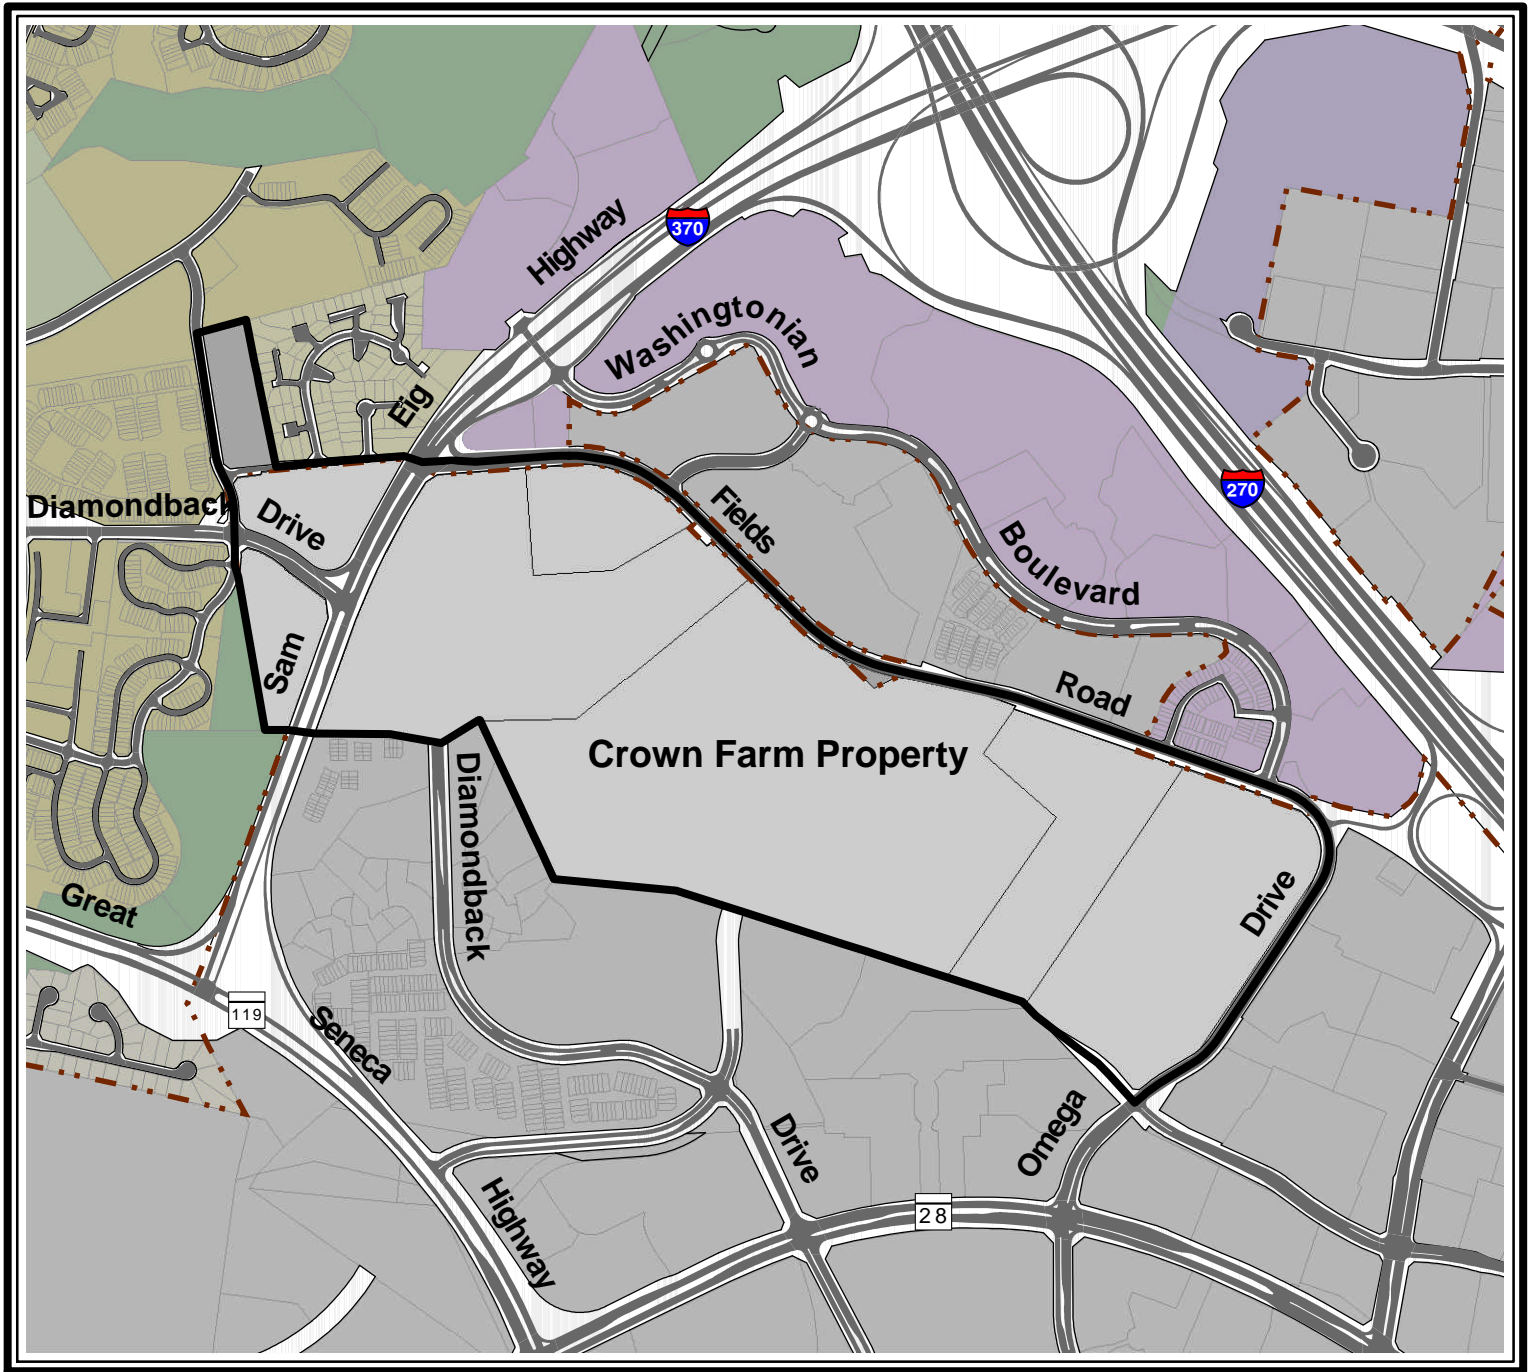 Highway
370
Washingtonian
Eig
Diamondback
Drive
Fields
270
Boulevard
Sam
Road
Crown Farm Property
Diamondback
Great
Drive
119
Seneca
Omega
Drive
Highway
28